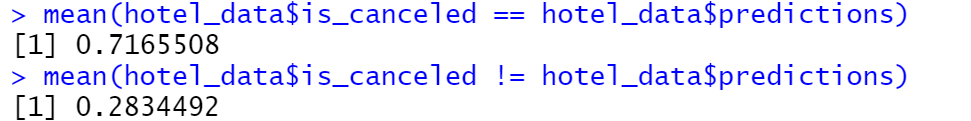 > mean(hotel_data$is_canceled == hotel_data$predictions)
[1] 0.7165508
> mean(hotel_data$is_canceled != hotel_data$predictions)
[1] 0.2834492